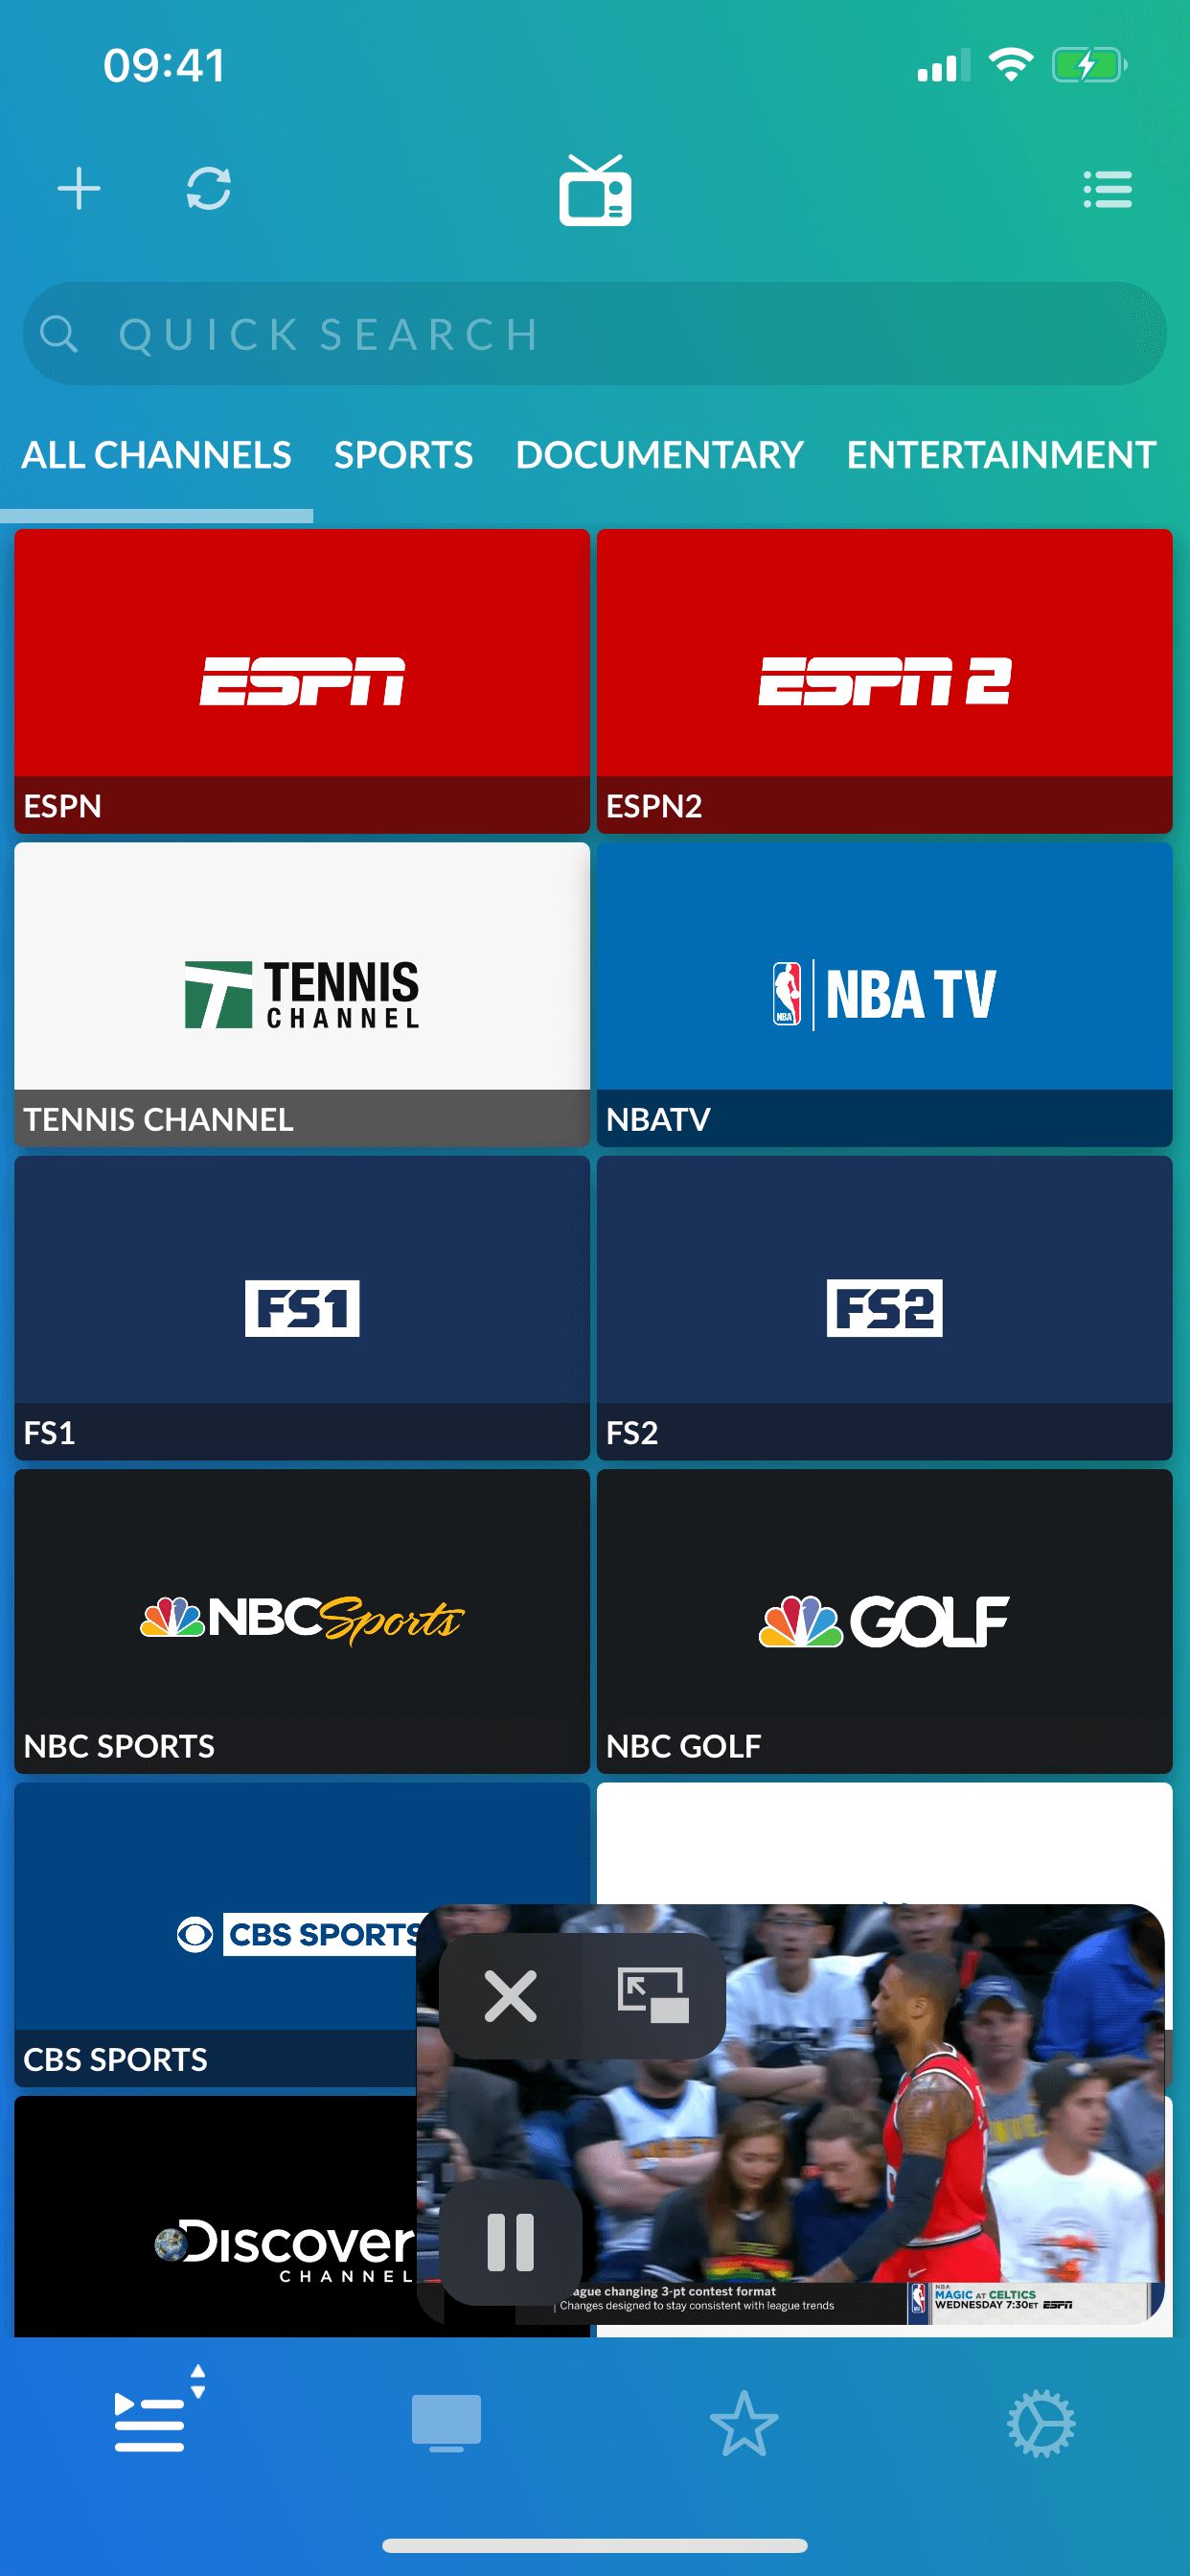 09:41
QUICK SEARCH
ALL CHANNELS SPORTS DOCUMENTARY ENTERTAINMENT
ESPN
ESPN 2
ESPN
ESPN2
TENNIS
CHANNEL
NBA
NBA TV
TENNIS CHANNEL
NBATV
FS1
FS2
FS1
FS2
NBC Sports
GOLF
NBC SPORTS
NBC GOLF
CBS SPORTS
CBS SPORTS
DISCOVER
CHANNEL
ague changing 3-pt contest format
Changes designed to stay consistent with league trends
NBA
MAGIC AT CELTICS
WEDNESDAY 7:30ET ESPN